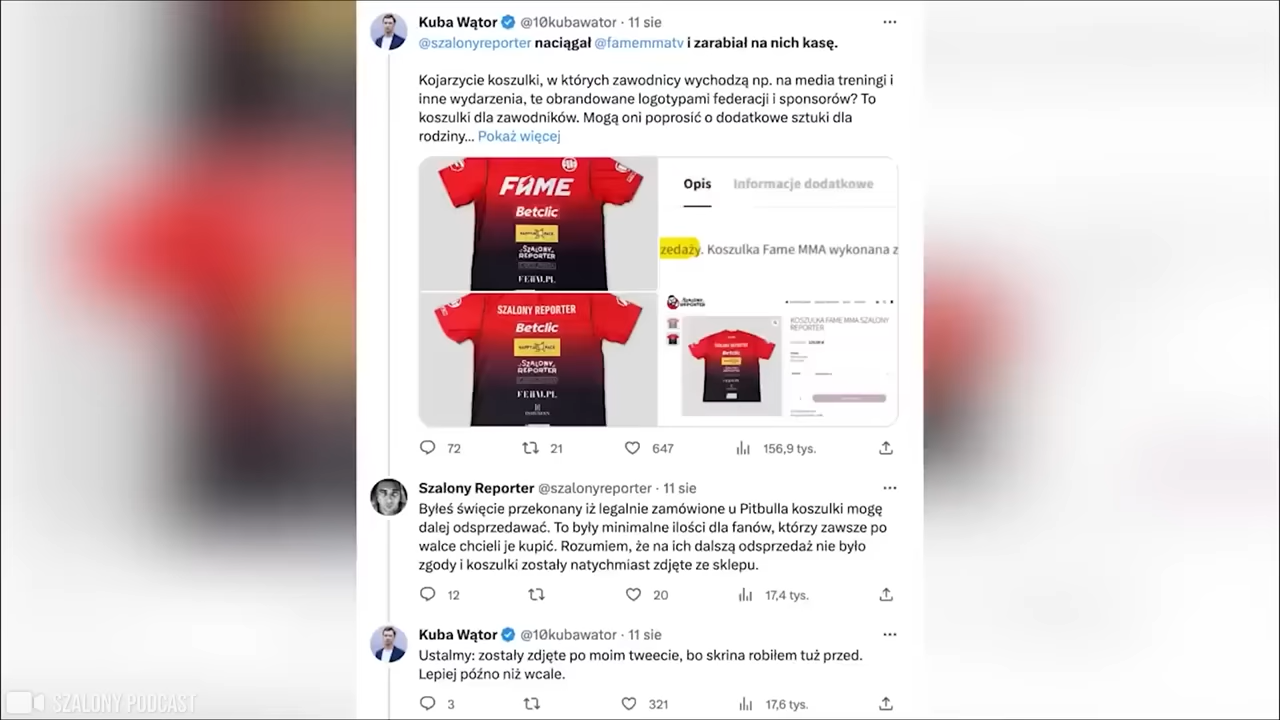 Kuba Wątor @10kubawator · 11 sie
@szalonyreporter naciągał @famemmatv i zarabiał na nich kasę.
Kojarzycie koszulki, w których zawodnicy wychodzą np. na media treningi i
inne wydarzenia, te obrandowane logotypami federacji i sponsorów? To
koszulki dla zawodników. Mogą oni poprosić o dodatkowe sztuki dla
rodziny... Pokaż więcej
FAME
Betclic
SZALONY
REPORTER
Opis Informacje dodatkowe
zedaży. Koszulka Fame MMA wykonana z
SZALONY REPORTER
Betclic
SZALONY
REPORTER
SZALONY
REPORTER
KOSZULKA FAME MMA SZALONY
REPORTER
SZALONY REPORTER
Betclic
72 21 647 156,9 tys.
Szalony Reporter @szalonyreporter · 11 sie
Byłeś święcie przekonany iż legalnie zamówione u Pitbulla koszulki mogę
dalej odsprzedawać. To były minimalne ilości dla fanów, którzy zawsze po
walce chcieli je kupić. Rozumiem, że na ich dalszą odsprzedaż nie było
zgody i koszulki zostały natychmiast zdjęte ze sklepu.
12 20 17,4 tys.
Kuba Wątor @10kubawator · 11 sie
Ustalmy: zostały zdjęte po moim tweecie, bo skrina robiłem tuż przed.
Lepiej późno niż wcale.
3 321 17,6 tys.
SZALONY PODCAST